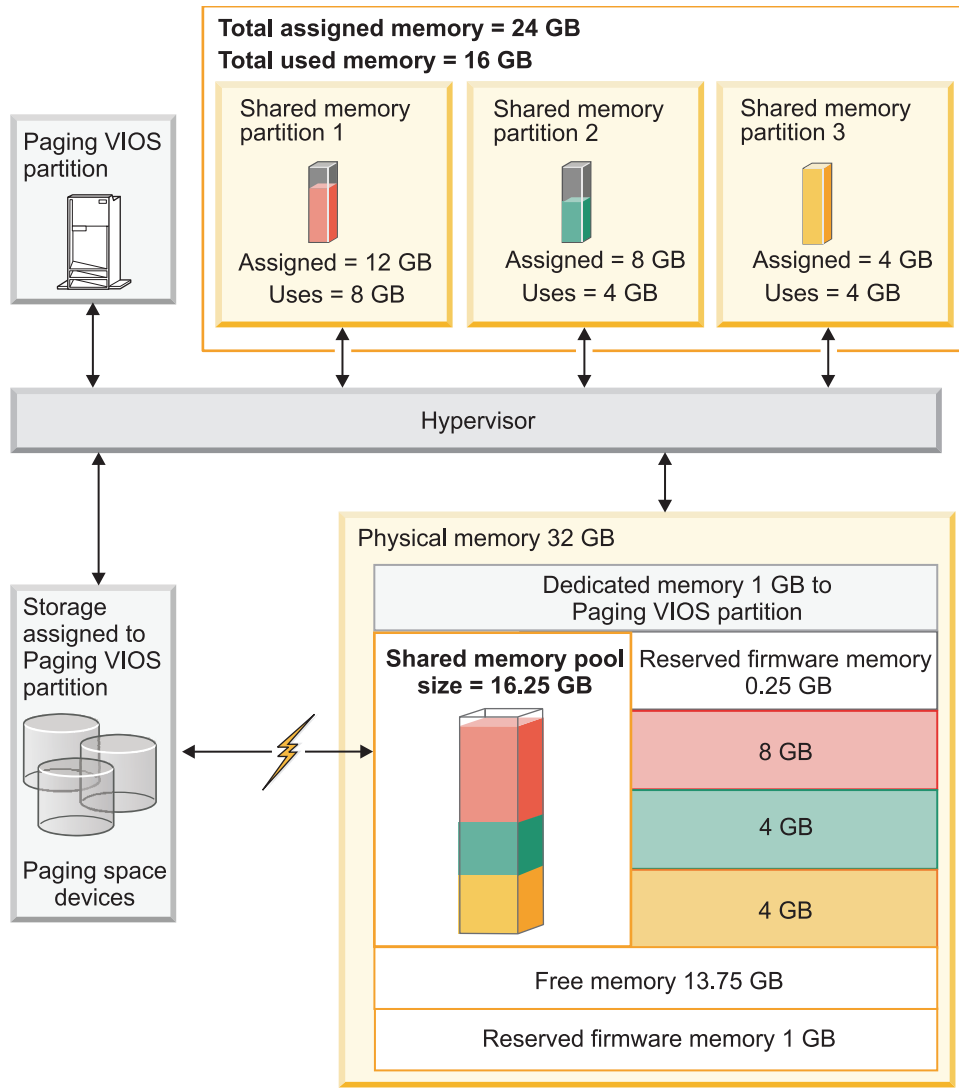 Total assigned memory = 24 GB
Total used memory = 16 GB
Paging VIOS
partition
Shared memory
partition 1
Assigned = 12 GB
Uses = 8 GB
Shared memory
partition 2
Assigned = 8 GB
Uses = 4 GB
Shared memory
partition 3
Assigned = 4 GB
Uses = 4 GB
Hypervisor
Storage
assigned to
Paging VIOS
partition
Paging space
devices
Physical memory 32 GB
Dedicated memory 1 GB to
Paging VIOS partition
Shared memory pool
size = 16.25 GB
Reserved firmware memory
0.25 GB
8 GB
4 GB
4 GB
Free memory 13.75 GB
Reserved firmware memory 1 GB